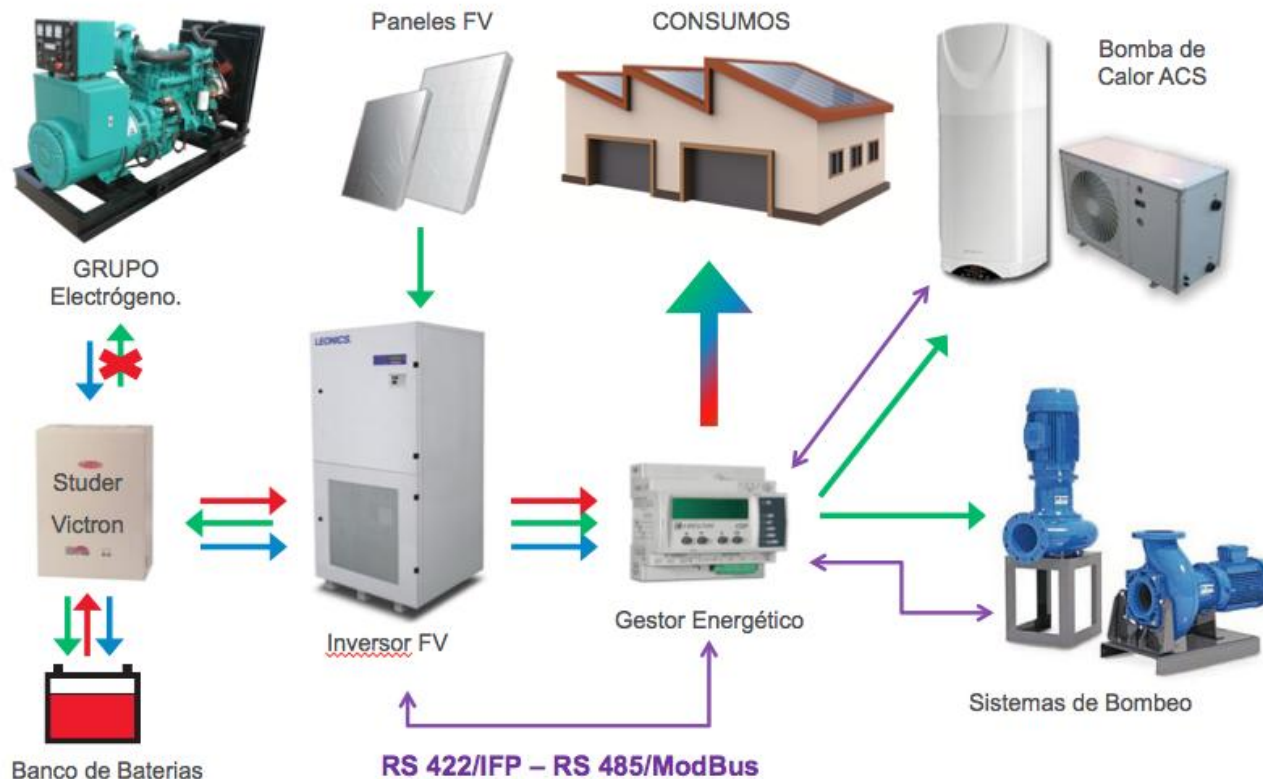 Paneles FV
CONSUMOS
Bomba de
Calor ACS
GRUPO
Electrógeno.
LEONICS
Studer
Victron
Inversor FV
Gestor Energético
Sistemas de Bombeo
Banco de Baterias
RS 422/IFP – RS 485/ModBus